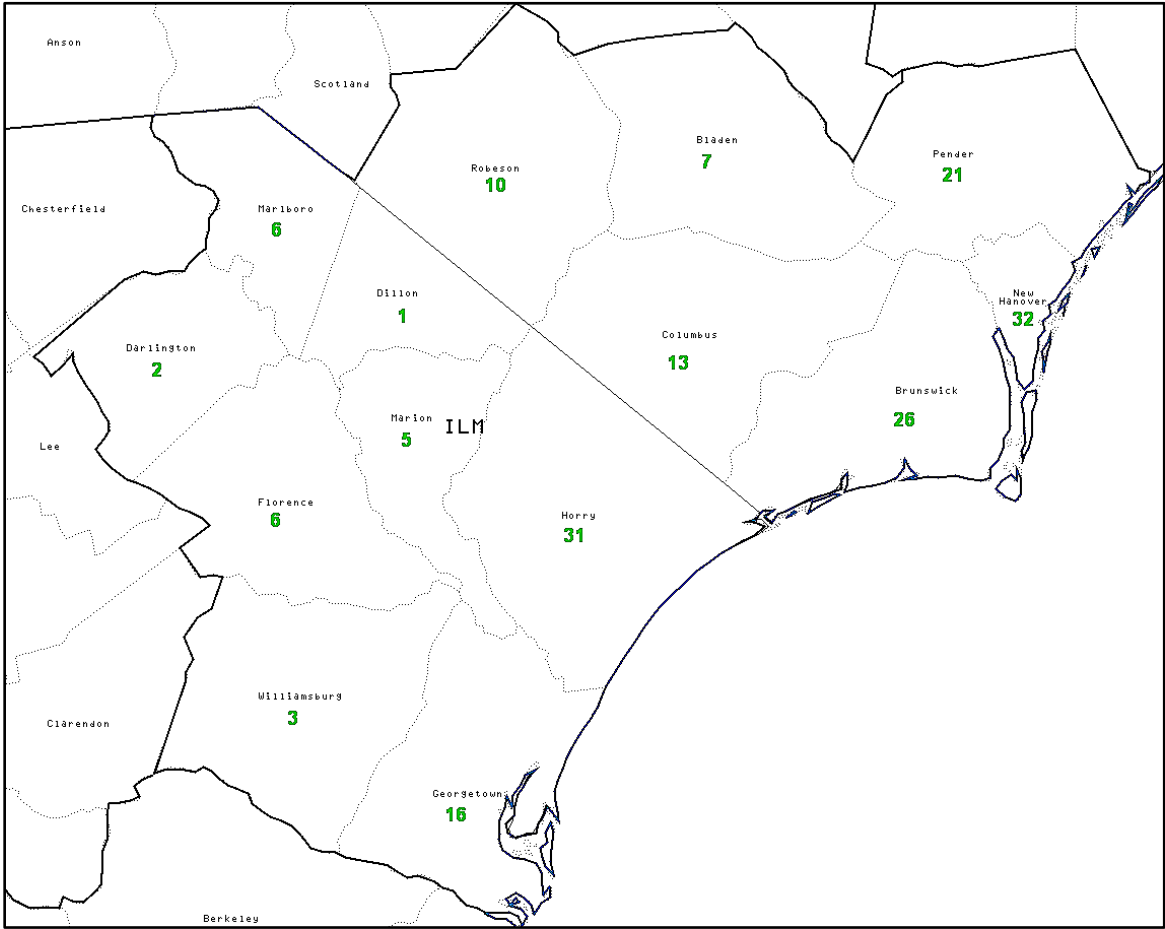 Anson
Scotland
Bladen
7
Pender
21
Robeson
10
Chesterfield
Marlboro
6
Dillon
1
New
Hanover
32
Darlington
2
Columbus
13
Brunswick
26
Marion
5
ILM
Lee
Florence
6
Horry
31
Williamsburg
3
Clarendon
Georgetown
16
Berkeley